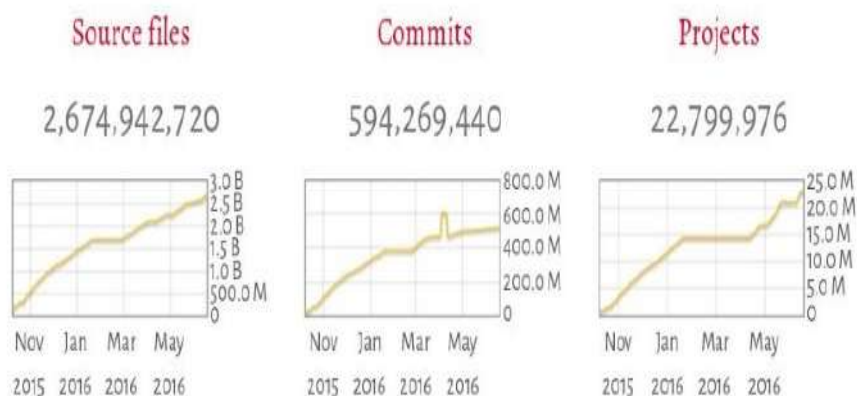 Source files
2,674,942,720
3.0 B
2.5 B
2.0 B
1.5 B
1.0 B
500.0 M
0
Nov Jan Mar May
2015 2016 2016 2016
Commits
594,269,440
800.0 M
600.0 M
400.0 M
200.0 M
0
Nov Jan Mar May
2015 2016 2016 2016
Projects
22,799,976
25.0 M
20.0 M
15.0 M
10.0 M
5.0 M
0
Nov Jan Mar May
2015 2016 2016 2016